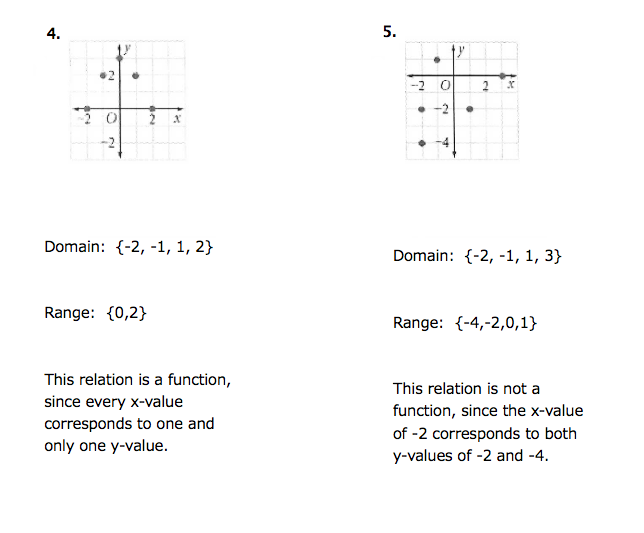 4.
y
2
-2 O 2 x
-2
Domain: {-2, -1, 1, 2}
Range: {0,2}
This relation is a function,
since every x-value
corresponds to one and
only one y-value.
5.
y
-2 O 2 x
-2
-4
Domain: {-2, -1, 1, 3}
Range: {-4,-2,0,1}
This relation is not a
function, since the x-value
of -2 corresponds to both
y-values of -2 and -4.